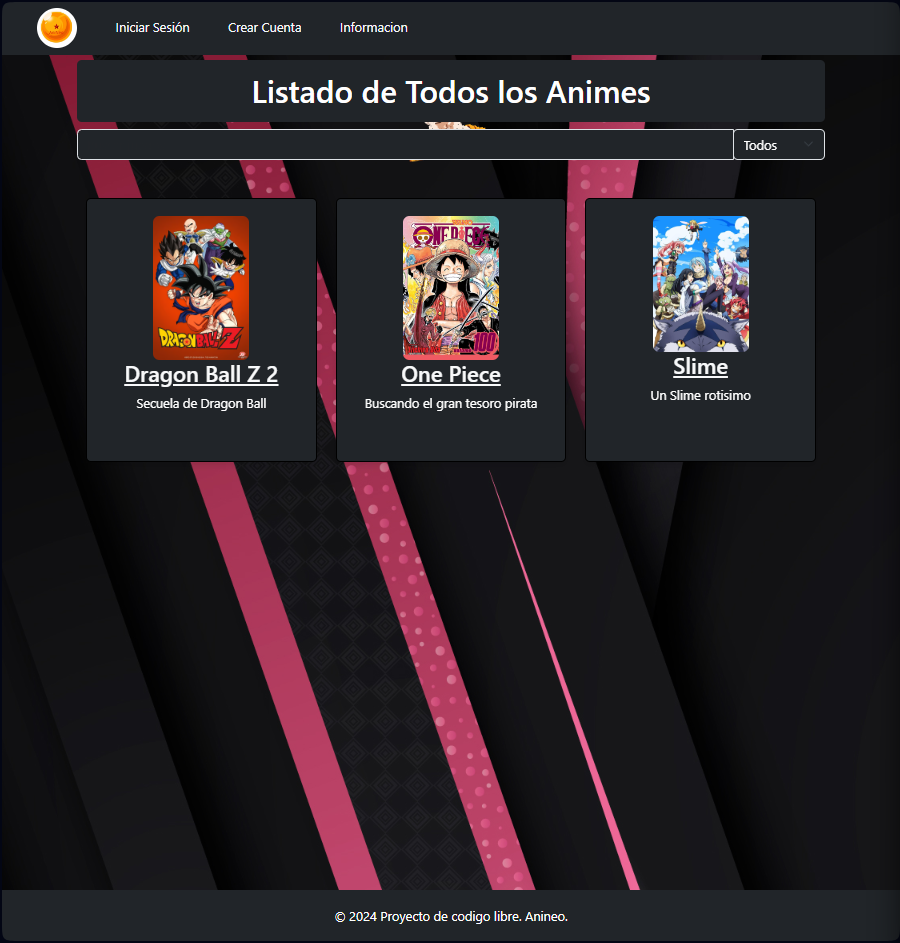 Iniciar Sesión Crear Cuenta Informacion
Listado de Todos los Animes
Todos
DRAGON BALL Z
ONE PIECE
100
Dragon Ball Z 2
One Piece
Slime
Secuela de Dragon Ball
Buscando el gran tesoro pirata
Un Slime rotisimo
© 2024 Proyecto de codigo libre. Anineo.